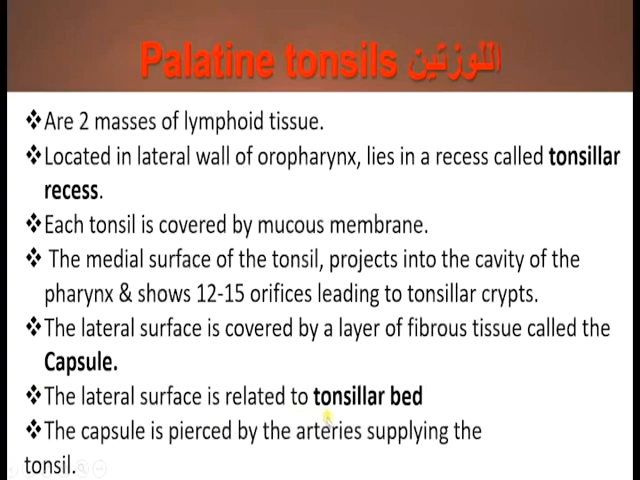 Palatine tonsils اللوزتين
❖Are 2 masses of lymphoid tissue.
❖Located in lateral wall of oropharynx, lies in a recess called tonsillar
recess.
❖Each tonsil is covered by mucous membrane.
❖ The medial surface of the tonsil, projects into the cavity of the
pharynx & shows 12-15 orifices leading to tonsillar crypts.
❖The lateral surface is covered by a layer of fibrous tissue called the
Capsule.
❖The lateral surface is related to tonsillar bed
❖The capsule is pierced by the arteries supplying the
tonsil.